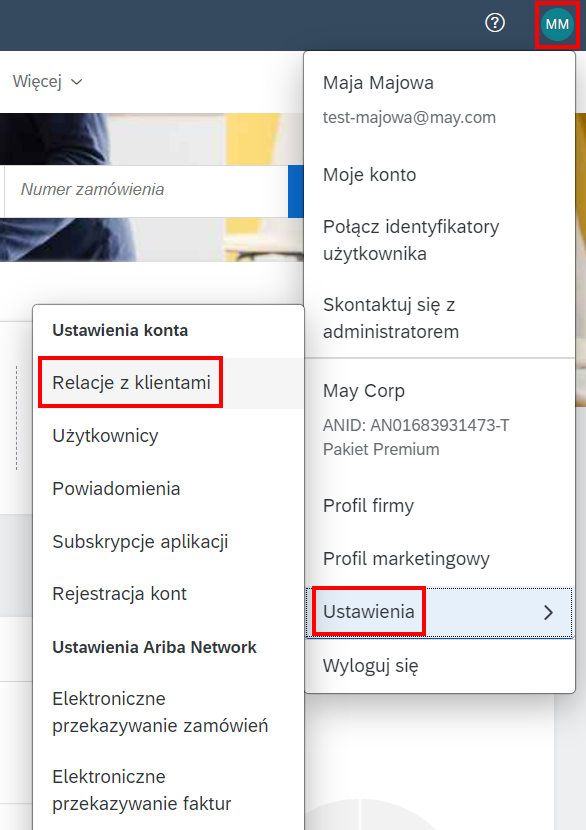 MM
Więcej
Numer zamówienia
Maja Majowa
test-majowa@may.com
Moje konto
Połącz identyfikatory
użytkownika
Skontaktuj się z
administratorem
May Corp
ANID: AN01683931473-T
Pakiet Premium
Profil firmy
Profil marketingowy
Ustawienia
Wyloguj się
Ustawienia konta
Relacje z klientami
Użytkownicy
Powiadomienia
Subskrypcje aplikacji
Rejestracja kont
Ustawienia Ariba Network
Elektroniczne
przekazywanie zamówień
Elektroniczne
przekazywanie faktur